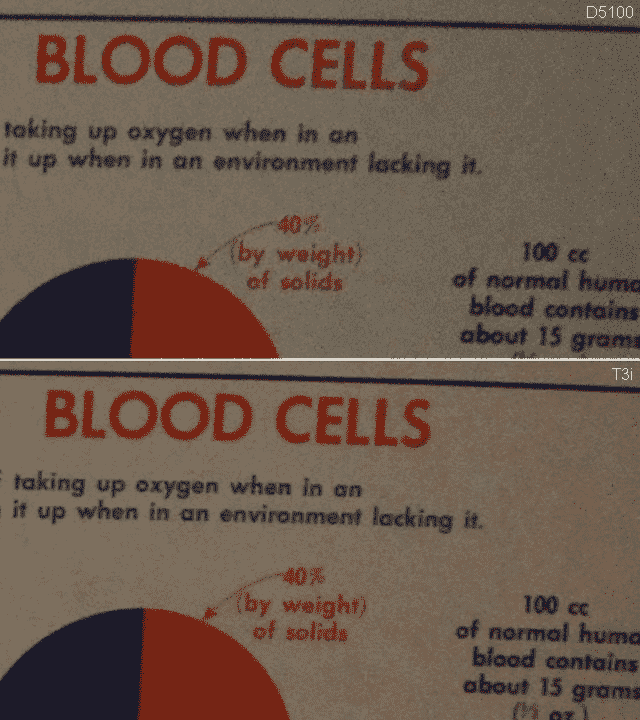 D5100
BLOOD CELLS
taking up oxygen when in an
it up when in an environment lacking it.
40%
(by weight)
of solids
100 cc
of normal huma
blood contains
about 15 grams
T3i
BLOOD CELLS
taking up oxygen when in an
it up when in an environment lacking it.
40%
(by weight)
of solids
100 cc
of normal huma
blood contains
about 15 grams
oz.)